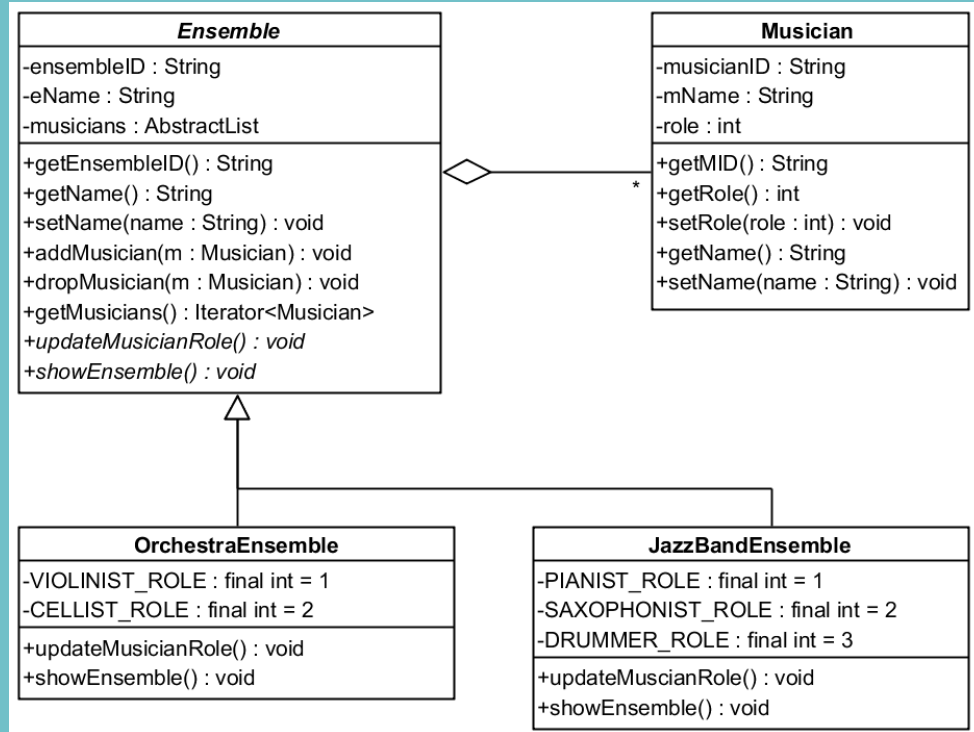 Ensemble
-ensembleID : String
-eName : String
-musicians : AbstractList
+getEnsembleID() : String
+getName() : String
+setName(name : String) : void
+addMusician(m : Musician) : void
+dropMusician(m : Musician) : void
+getMusicians() : Iterator<Musician>
+updateMusicianRole() : void
+showEnsemble() : void
*
Musician
-musicianID : String
-mName : String
-role : int
+getMID() : String
+getRole() : int
+setRole(role : int) : void
+getName() : String
+setName(name : String) : void
OrchestraEnsemble
-VIOLINIST_ROLE : final int = 1
-CELLIST_ROLE : final int = 2
+updateMusicianRole() : void
+showEnsemble() : void
JazzBandEnsemble
-PIANIST_ROLE : final int = 1
-SAXOPHONIST_ROLE : final int = 2
-DRUMMER_ROLE : final int = 3
+updateMuscianRole() : void
+showEnsemble() : void